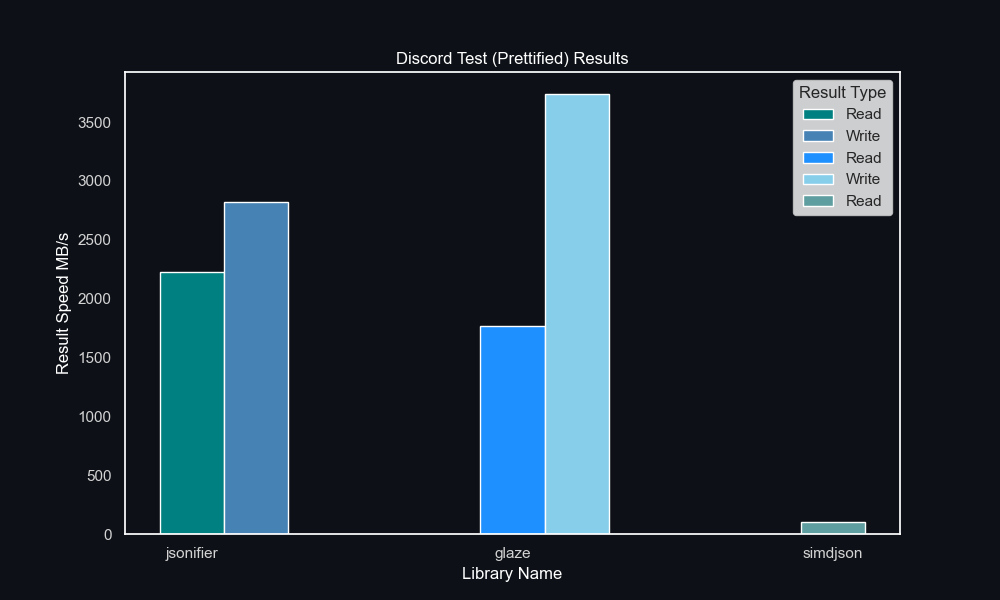 Discord Test (Prettified) Results
Result Type
Read
Write
Read
Write
Read
Result Speed MB/s
3500
3000
2500
2000
1500
1000
500
0
jsonifier
glaze
simdjson
Library Name